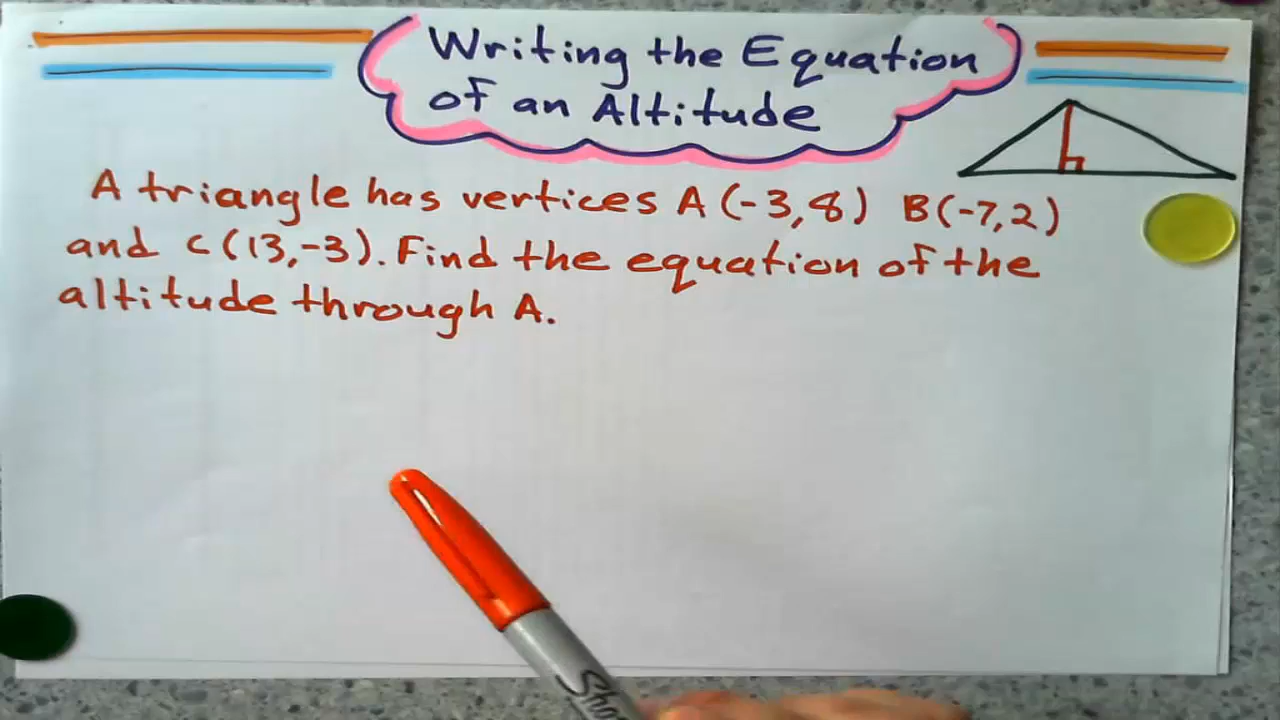 Writing the Equation
of an Altitude
A triangle has vertices A(-3,8) B(-7,2)
and C(13,-3). Find the equation of the
altitude through A.